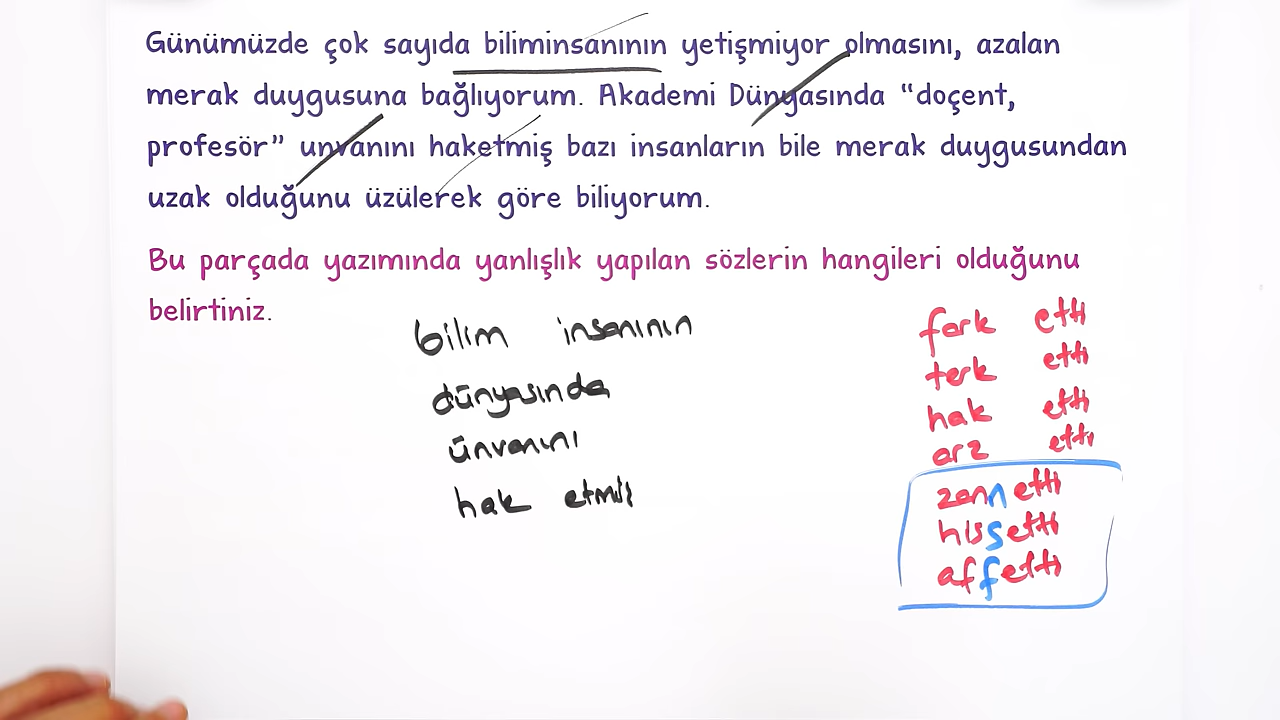 Günümüzde çok sayıda biliminsanının yetişmiyor olmasını, azalan
merak duygusuna bağlıyorum. Akademi Dünyasında “doçent,
profesör” unvanını haketmiş bazı insanların bile merak duygusundan
uzak olduğunu üzülerek göre biliyorum.
Bu parçada yazımında yanlışlık yapılan sözlerin hangileri olduğunu
belirtiniz.
bilim insanının
dünyasında
ünvanını
hak etmiş
fark etti
terk etti
hak etti
arz etti
zannetti
hissetti
affetti